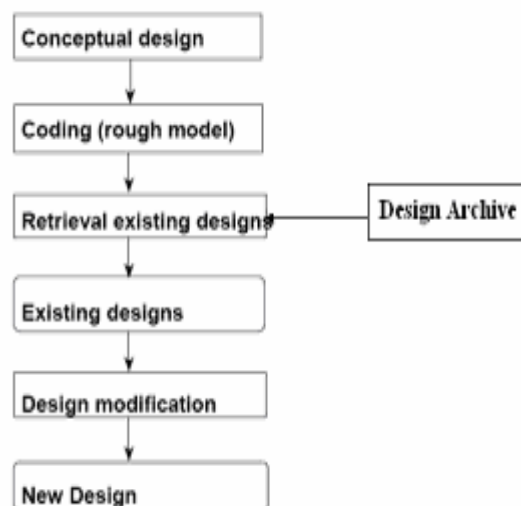 Conceptual design
Coding (rough model)
Retrieval existing designs
Design Archive
Existing designs
Design modification
New Design